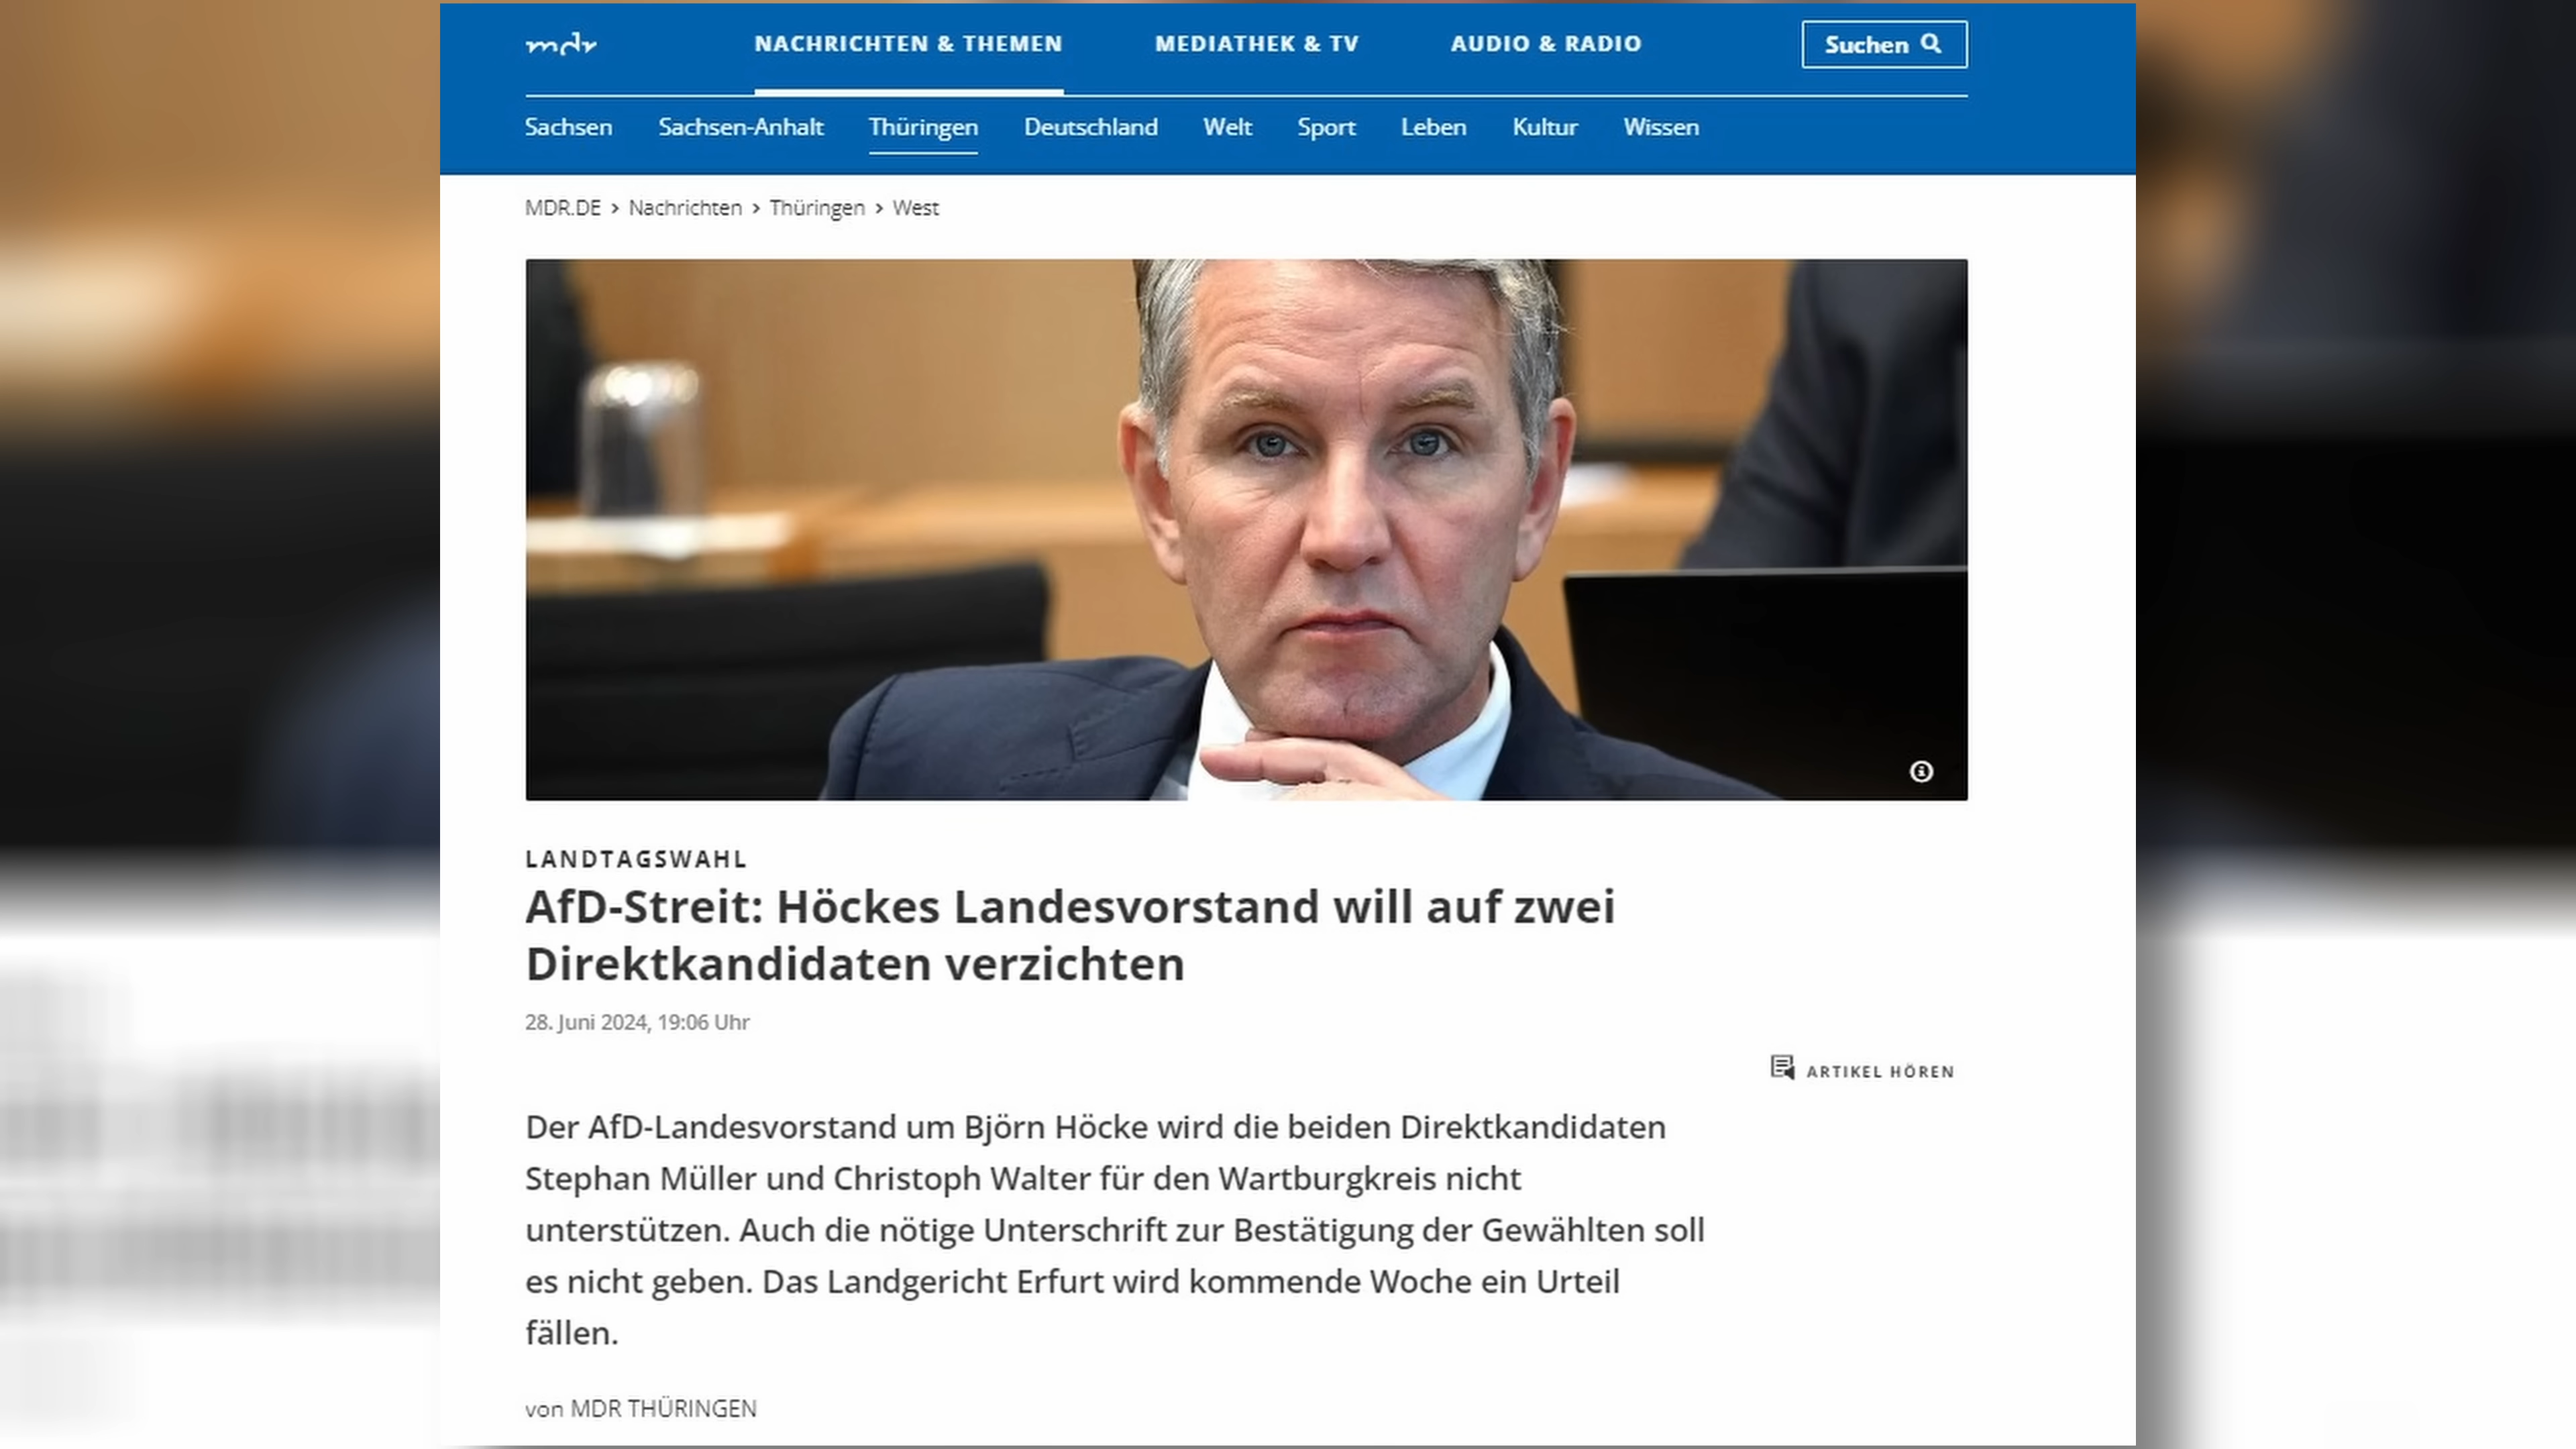 mdr
NACHRICHTEN & THEMEN
MEDIATHEK & TV
AUDIO & RADIO
Suchen
Sachsen
Sachsen-Anhalt
Thüringen
Deutschland
Welt
Sport
Leben
Kultur
Wissen
MDR.DE > Nachrichten > Thüringen > West
LANDTAGSWAHL
AfD-Streit: Höckes Landesvorstand will auf zwei
Direktkandidaten verzichten
28. Juni 2024, 19:06 Uhr
ARTIKEL HÖREN
Der AfD-Landesvorstand um Björn Höcke wird die beiden Direktkandidaten
Stephan Müller und Christoph Walter für den Wartburgkreis nicht
unterstützen. Auch die nötige Unterschrift zur Bestätigung der Gewählten soll
es nicht geben. Das Landgericht Erfurt wird kommende Woche ein Urteil
fällen.
von MDR THÜRINGEN